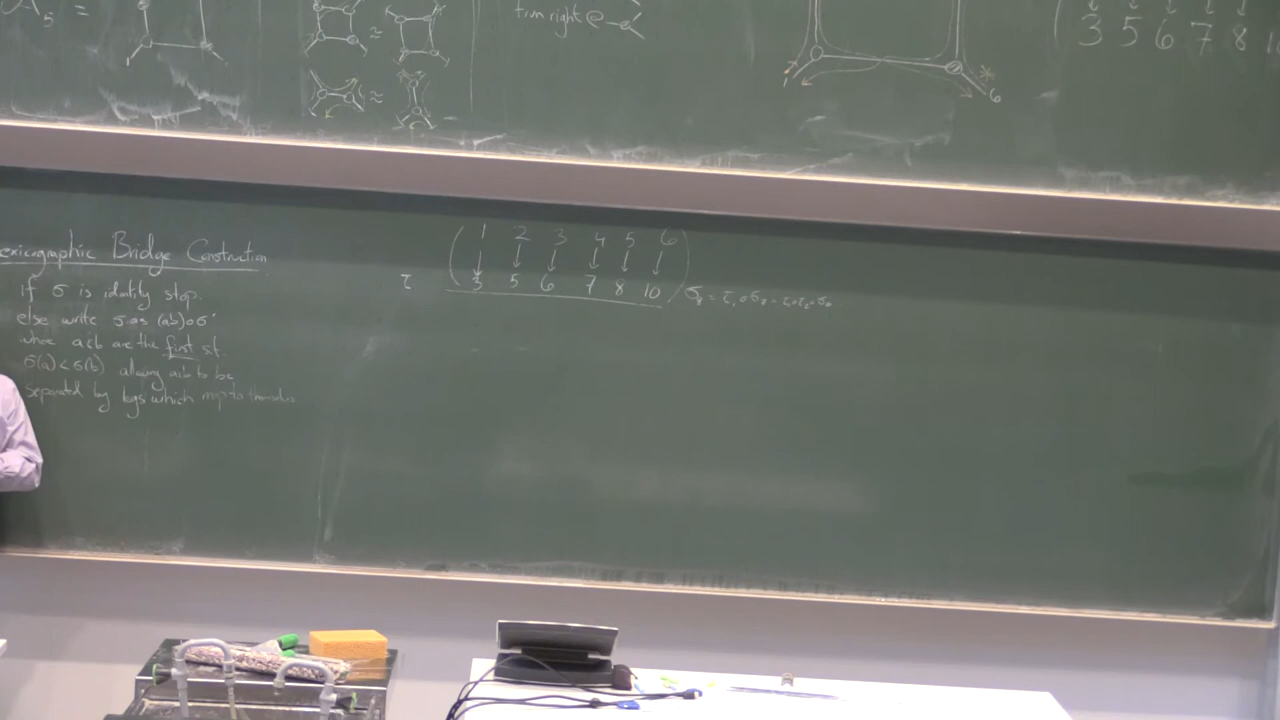 5 =
≈
≈
turn right @
6
3 5 6 7 8
exicographic Bridge Construction
if σ is identity stop.
else write σ as (ab)∘σ'
where a<b are the first s.t.
σ(a) < σ(b) allowing a<b to be
separated by legs which map to themselves
1 2 3 4 5 6
↓ ↓ ↓ ↓ ↓ ↓
τ 3 5 6 7 8 10